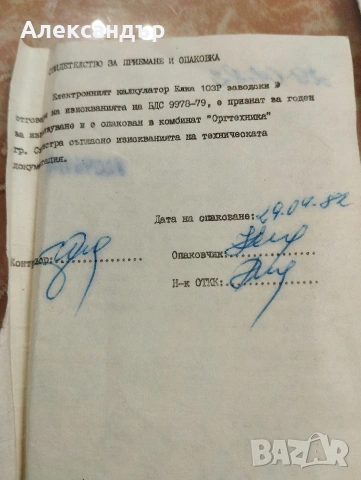 Александър
СВИДЕТЕЛСТВО ЗА ПРИЕМАНЕ И ОПАКОВКА
Електронният калкулатор Елка 103Р заводски №
отговаря на изискванията на БДС 9978-79, е признат за годен
за използуване и е опакован в комбинат "Оргтехника"
гр. Силистра съгласно изискванията на техническата
документация.
Дата на опаковане: 29.04.82
Контрольор: Опаковчик:
Н-к ОТКК:
BAZAR